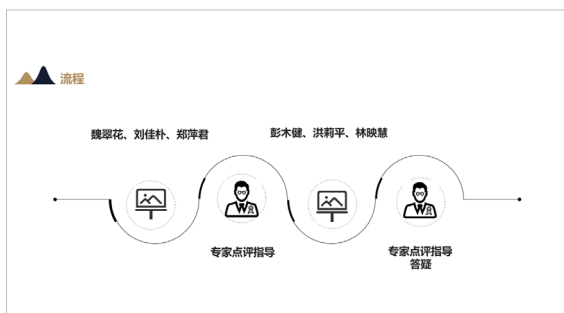 流程
魏翠花、刘佳朴、郑萍君
彭木健、洪莉平、林映慧
专家点评指导
专家点评指导
答疑